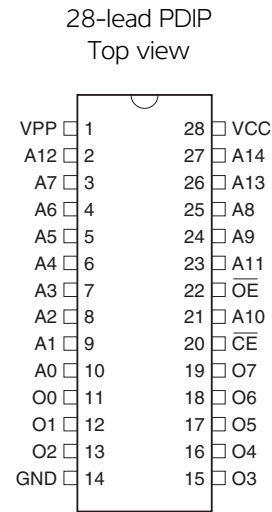 28-lead PDIP
Top view
VPP 1 28 VCC
A12 2 27 A14
A7 3 26 A13
A6 4 25 A8
A5 5 24 A9
A4 6 23 A11
A3 7 22 O̅E̅
A2 8 21 A10
A1 9 20 C̅E̅
A0 10 19 O7
O0 11 18 O6
O1 12 17 O5
O2 13 16 O4
GND 14 15 O3